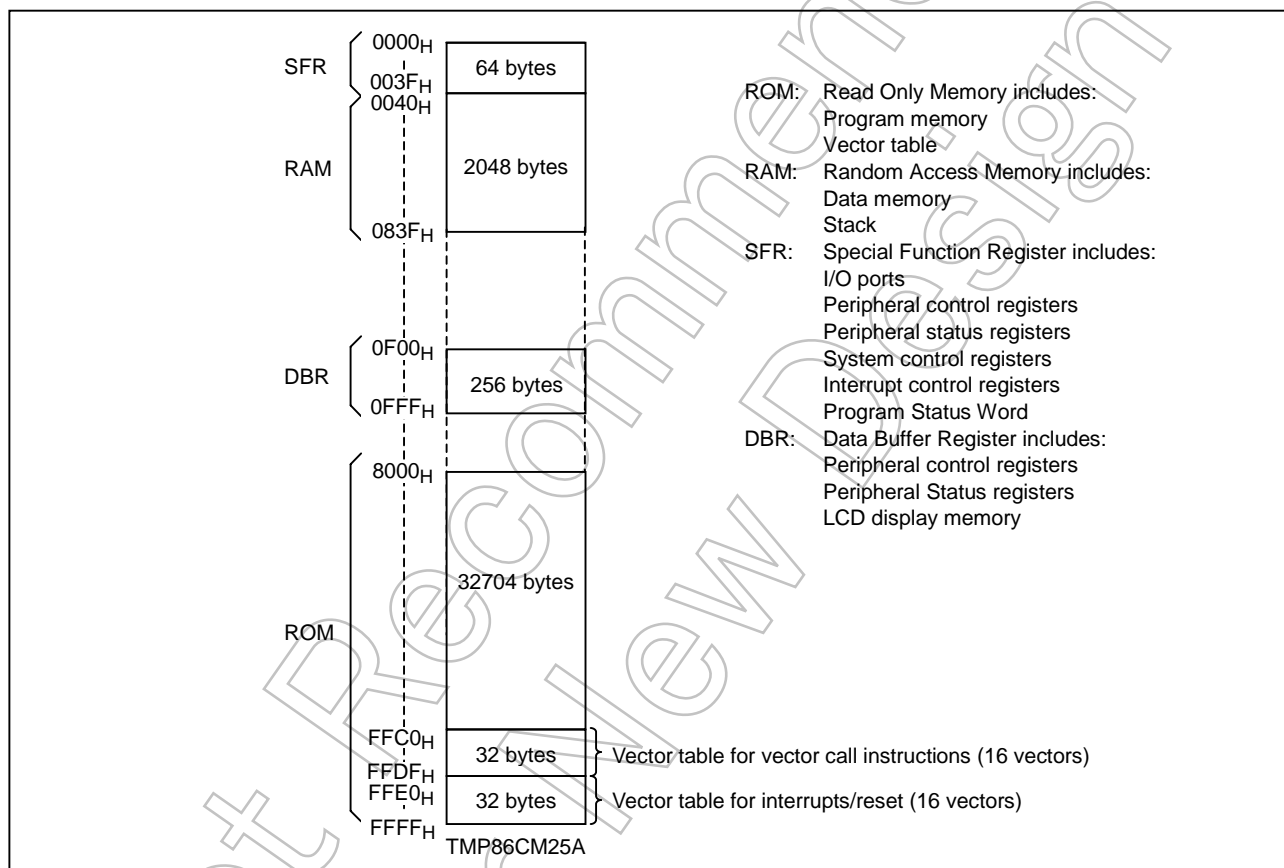 0000H
SFR
64 bytes
003FH
0040H
RAM
2048 bytes
083FH
0F00H
DBR
256 bytes
0FFFH
8000H
32704 bytes
ROM
FFC0H
32 bytes
Vector table for vector call instructions (16 vectors)
FFDFH
FFE0H
32 bytes
Vector table for interrupts/reset (16 vectors)
FFFFH
TMP86CM25A
ROM: Read Only Memory includes:
Program memory
Vector table
RAM: Random Access Memory includes:
Data memory
Stack
SFR: Special Function Register includes:
I/O ports
Peripheral control registers
Peripheral status registers
System control registers
Interrupt control registers
Program Status Word
DBR: Data Buffer Register includes:
Peripheral control registers
Peripheral Status registers
LCD display memory